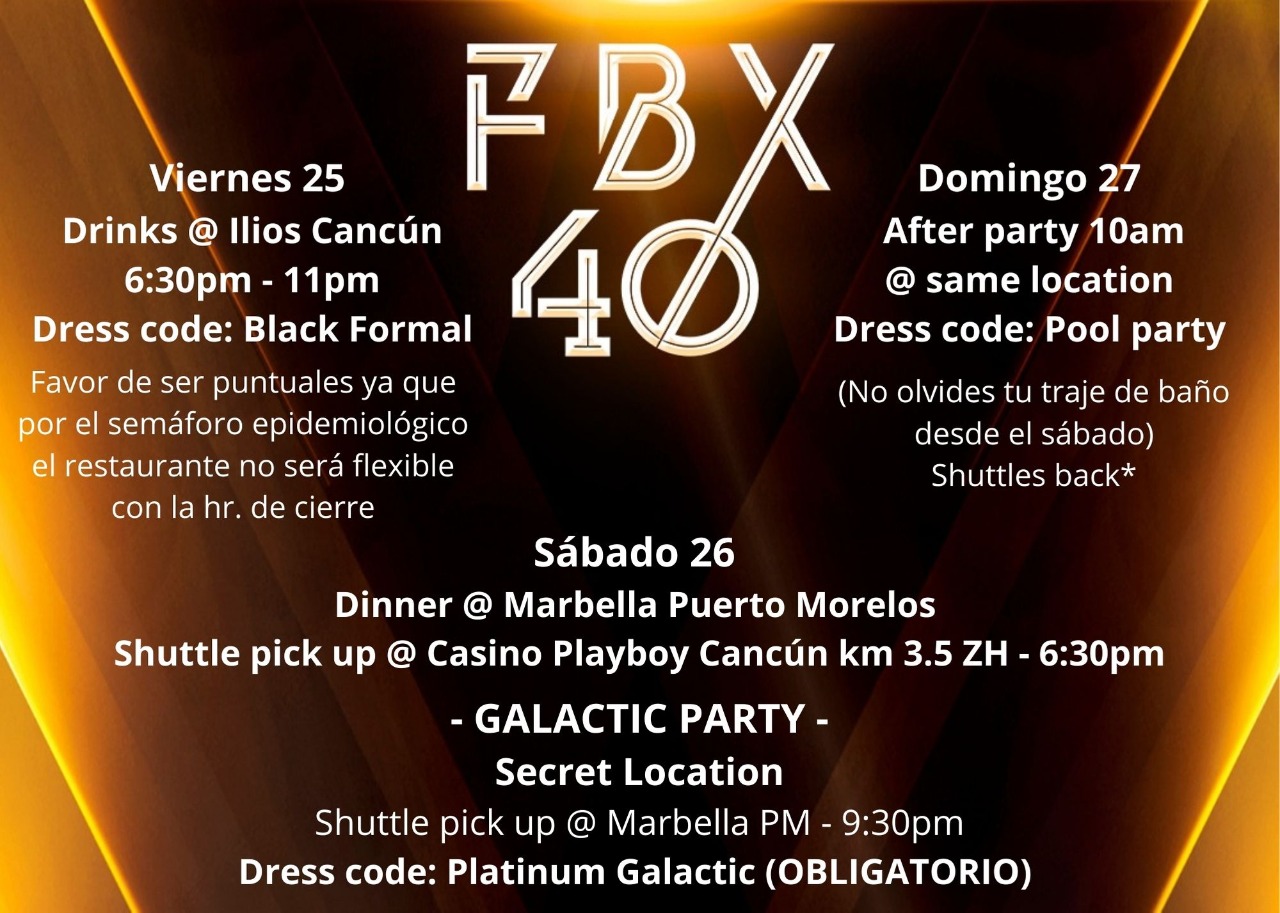 FBX
40
Viernes 25
Drinks @ Ilios Cancún
6:30pm - 11pm
Dress code: Black Formal
Favor de ser puntuales ya que
por el semáforo epidemiológico
el restaurante no será flexible
con la hr. de cierre
Domingo 27
After party 10am
@ same location
Dress code: Pool party
(No olvides tu traje de baño
desde el sábado)
Shuttles back*
Sábado 26
Dinner @ Marbella Puerto Morelos
Shuttle pick up @ Casino Playboy Cancún km 3.5 ZH - 6:30pm
- GALACTIC PARTY -
Secret Location
Shuttle pick up @ Marbella PM - 9:30pm
Dress code: Platinum Galactic (OBLIGATORIO)